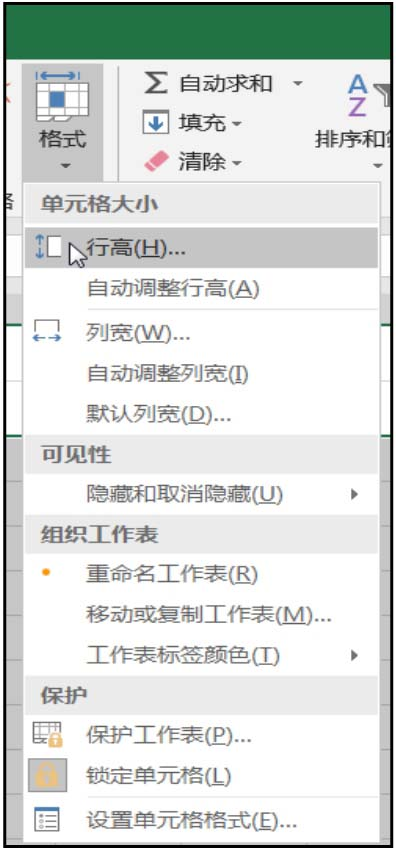 自动求和
填充
格式
排序和
清除
单元格大小
行高(H)...
自动调整行高(A)
列宽(W)...
自动调整列宽(I)
默认列宽(D)...
可见性
隐藏和取消隐藏(U)
组织工作表
重命名工作表(R)
移动或复制工作表(M)...
工作表标签颜色(T)
保护
保护工作表(P)...
锁定单元格(L)
设置单元格格式(E)...